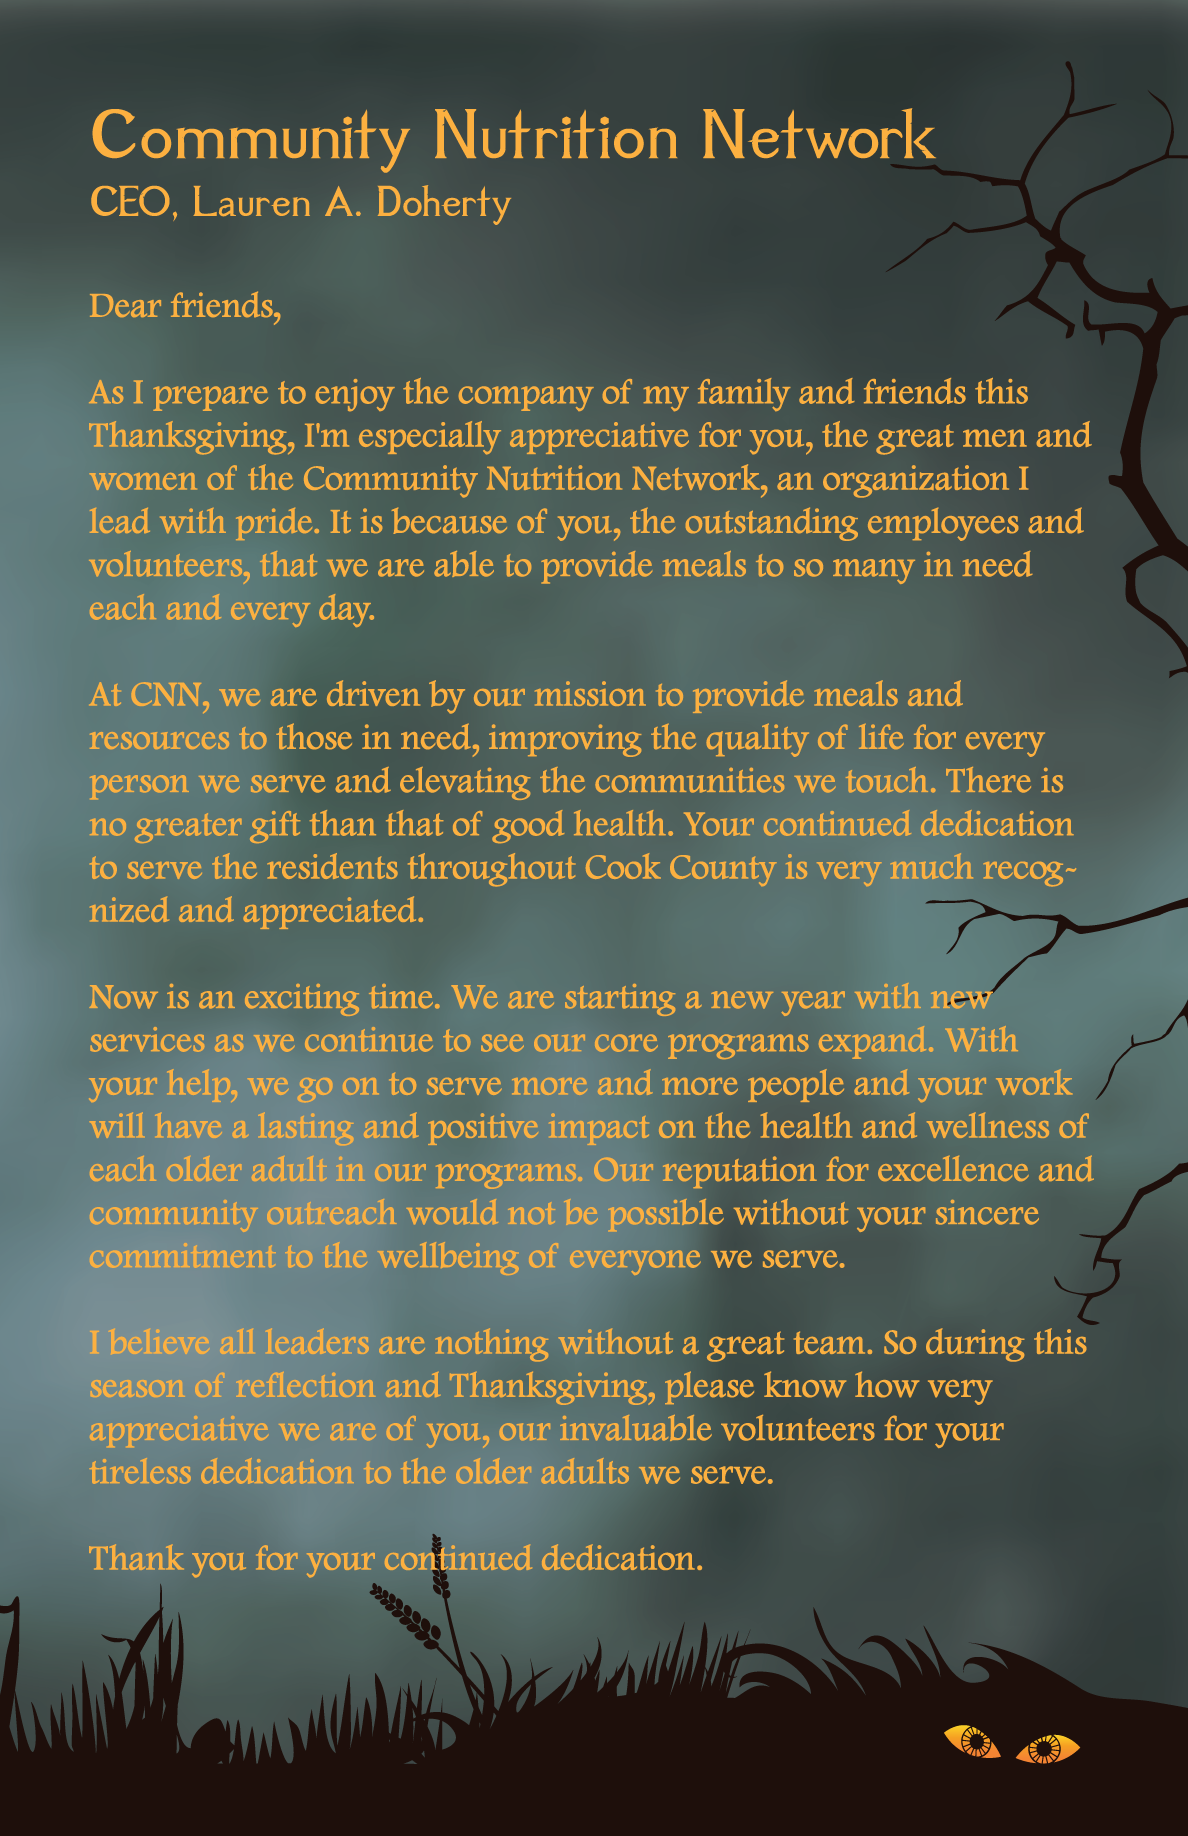 Community Nutrition Network
CEO, Lauren A. Doherty
Dear friends,
As I prepare to enjoy the company of my family and friends this
Thanksgiving, I'm especially appreciative for you, the great men and
women of the Community Nutrition Network, an organization I
lead with pride. It is because of you, the outstanding employees and
volunteers, that we are able to provide meals to so many in need
each and every day.
At CNN, we are driven by our mission to provide meals and
resources to those in need, improving the quality of life for every
person we serve and elevating the communities we touch. There is
no greater gift than that of good health. Your continued dedication
to serve the residents throughout Cook County is very much recog-
nized and appreciated.
Now is an exciting time. We are starting a new year with new
services as we continue to see our core programs expand. With
your help, we go on to serve more and more people and your work
will have a lasting and positive impact on the health and wellness of
each older adult in our programs. Our reputation for excellence and
community outreach would not be possible without your sincere
commitment to the wellbeing of everyone we serve.
I believe all leaders are nothing without a great team. So during this
season of reflection and Thanksgiving, please know how very
appreciative we are of you, our invaluable volunteers for your
tireless dedication to the older adults we serve.
Thank you for your continued dedication.